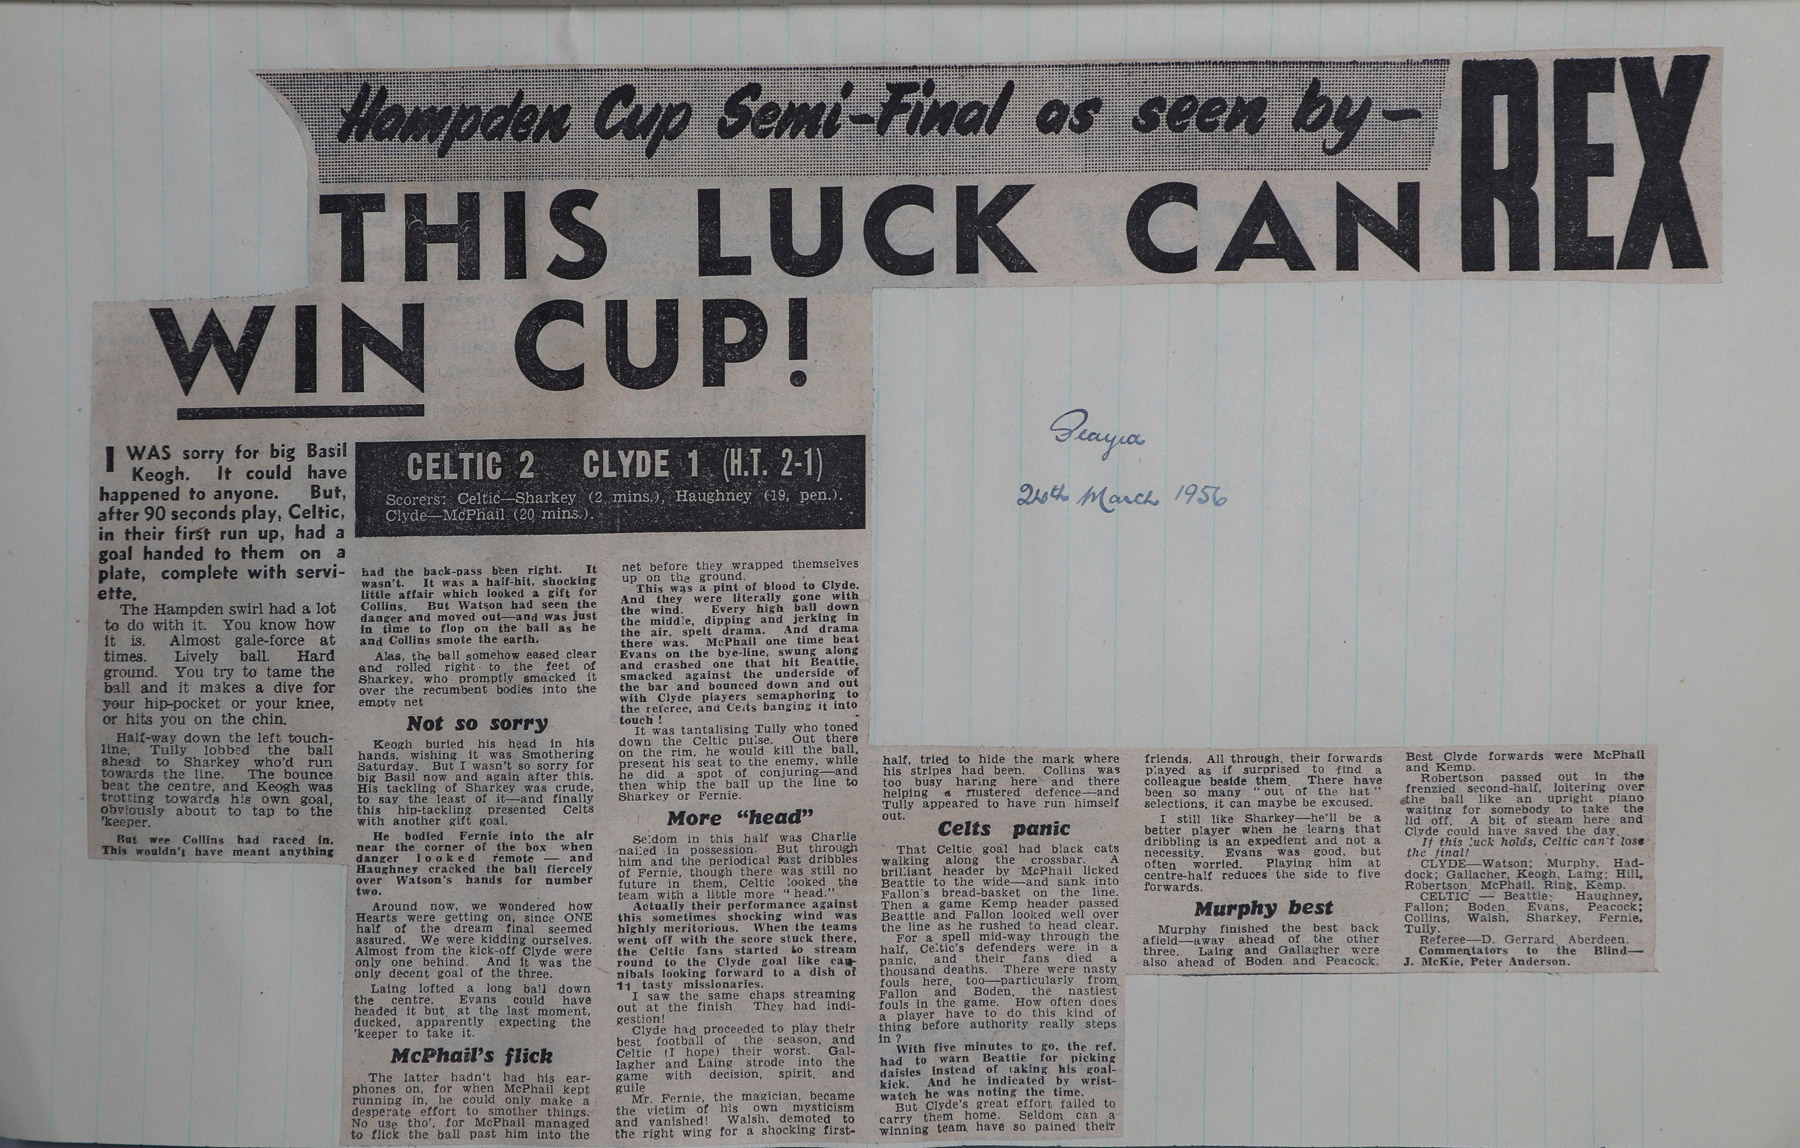 Hampden Cup Semi-Final as seen by—
REX
THIS LUCK CAN
WIN CUP!
I WAS sorry for big Basil
Keogh. It could have
happened to anyone. But,
after 90 seconds play, Celtic,
in their first run up, had a
goal handed to them on a
plate, complete with servi-
ette.
The Hampden swirl had a lot
to do with it. You know how
it is. Almost gale-force at
times. Lively ball. Hard
ground. You try to tame the
ball and it makes a dive for
your hip-pocket or your knee,
or hits you on the chin.
Half-way down the left touch-
line, Tully lobbed the ball
ahead to Sharkey who'd run
towards the line. The bounce
beat the centre, and Keogh was
trotting towards his own goal,
obviously about to tap to the
'keeper.
But wee Collins had raced in.
This wouldn't have meant anything
CELTIC 2 CLYDE 1 (H.T. 2-1)
Scorers: Celtic—Sharkey (2 mins.), Haughney (19, pen.).
Clyde—McPhail (20 mins.).
had the back-pass been right. It
wasn't. It was a half-hit, shocking
little affair which looked a gift for
Collins. But Watson had seen the
danger and moved out—and was just
in time to flop on the ball as he
and Collins smote the earth.
Alas, the ball somehow eased clear
and rolled right to the feet of
Sharkey, who promptly smacked it
over the recumbent bodies into the
empty net
Not so sorry
Keogh buried his head in his
hands, wishing it was Smothering
Saturday. But I wasn't so sorry for
big Basil now and again after this.
His tackling of Sharkey was crude,
to say the least of it—and finally
this hip-tackling presented Celts
with another gift goal.
He bodied Fernie into the air
near the corner of the box when
danger looked remote — and
Haughney cracked the ball fiercely
over Watson's hands for number
two.
Around now, we wondered how
Hearts were getting on, since ONE
half of the dream final seemed
assured. We were kidding ourselves.
Almost from the kick-off Clyde were
only one behind. And it was the
only decent goal of the three.
Laing lofted a long ball down
the centre. Evans could have
headed it but, at the last moment,
ducked, apparently expecting the
'keeper to take it.
McPhail's flick
The latter hadn't had his ear-
phones on, for when McPhail kept
running in, he could only make a
desperate effort to smother things.
No use tho', for McPhail managed
to flick the ball past him into the
net before they wrapped themselves
up on the ground.
This was a pint of blood to Clyde.
And they were literally gone with
the wind. Every high ball down
the middle, dipping and jerking in
the air, spelt drama. And drama
there was. McPhail one time beat
Evans on the bye-line, swung along
and crashed one that hit Beattie,
smacked against the underside of
the bar and bounced down and out
with Clyde players semaphoring to
the referee, and Celts banging it into
touch!
It was tantalising Tully who toned
down the Celtic pulse. Out there
on the rim, he would kill the ball,
present his seat to the enemy, while
he did a spot of conjuring—and
then whip the ball up the line to
Sharkey or Fernie.
More "head"
Seldom in this half was Charlie
nailed in possession. But through
him and the periodical fast dribbles
of Fernie, though there was still no
future in them, Celtic looked the
team with a little more "head."
Actually their performance against
this sometimes shocking wind was
highly meritorious. When the teams
went off with the score stuck there,
the Celtic fans started to stream
round to the Clyde goal like can-
nibals looking forward to a dish of
11 tasty missionaries.
I saw the same chaps streaming
out at the finish They had indi-
gestion!
Clyde had proceeded to play their
best football of the season, and
Celtic (I hope) their worst. Gal-
lagher and Laing strode into the
game with decision, spirit, and
guile
Mr. Fernie, the magician, became
the victim of his own mysticism
and vanished! Walsh, demoted to
the right wing for a shocking first-
half, tried to hide the mark where
his stripes had been. Collins was
too busy haring here and there
helping a flustered defence—and
Tully appeared to have run himself
out.
Celts panic
That Celtic goal had black cats
walking along the crossbar. A
brilliant header by McPhail licked
Beattie to the wide—and sank into
Fallon's bread-basket on the line.
Then a game Kemp header passed
Beattie and Fallon looked well over
the line as he rushed to head clear.
For a spell mid-way through the
half, Celtic's defenders were in a
panic, and their fans died a
thousand deaths. There were nasty
fouls here, too—particularly from
Fallon and Boden, the nastiest
fouls in the game. How often does
a player have to do this kind of
thing before authority really steps
in?
With five minutes to go, the ref.
had to warn Beattie for picking
daisies instead of taking his goal-
kick. And he indicated by wrist-
watch he was noting the time.
But Clyde's great effort failed to
carry them home. Seldom can a
winning team have so pained their
friends. All through, their forwards
played as if surprised to find a
colleague beside them. There have
been so many "out of the hat"
selections, it can maybe be excused.
I still like Sharkey—he'll be a
better player when he learns that
dribbling is an expedient and not a
necessity. Evans was good, but
often worried. Playing him at
centre-half reduces the side to five
forwards.
Murphy best
Murphy finished the best back
afield—away ahead of the other
three. Laing and Gallagher were
also ahead of Boden and Peacock.
Best Clyde forwards were McPhail
and Kemp.
Robertson passed out in the
frenzied second-half, loitering over
the ball like an upright piano
waiting for somebody to take the
lid off. A bit of steam here and
Clyde could have saved the day.
If this luck holds, Celtic can't lose
the final!
CLYDE—Watson; Murphy, Had-
dock; Gallacher, Keogh, Laing; Hill,
Robertson McPhail, Ring, Kemp.
CELTIC — Beattie; Haughney,
Fallon; Boden Evans, Peacock;
Collins, Walsh, Sharkey, Fernie,
Tully.
Referee—D. Gerrard, Aberdeen.
Commentators to the Blind—
J. McKie, Peter Anderson.
24th March 1956